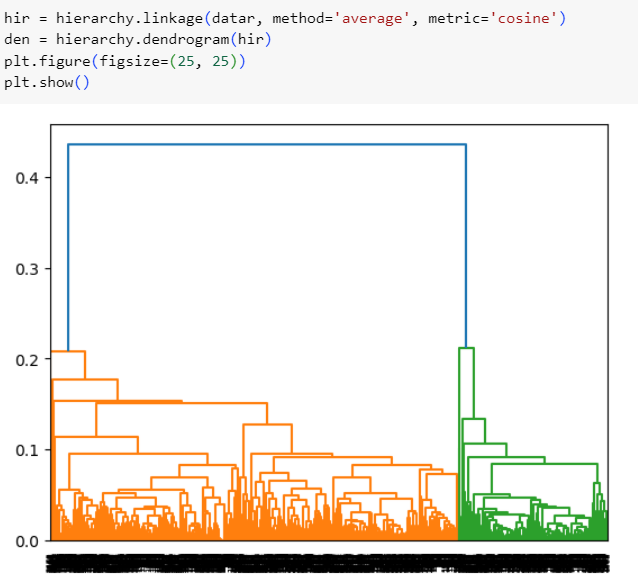 hir = hierarchy.linkage(datar, method='average', metric='cosine')
den = hierarchy.dendrogram(hir)
plt.figure(figsize=(25, 25))
plt.show()
0.4
0.3
0.2
0.1
0.0